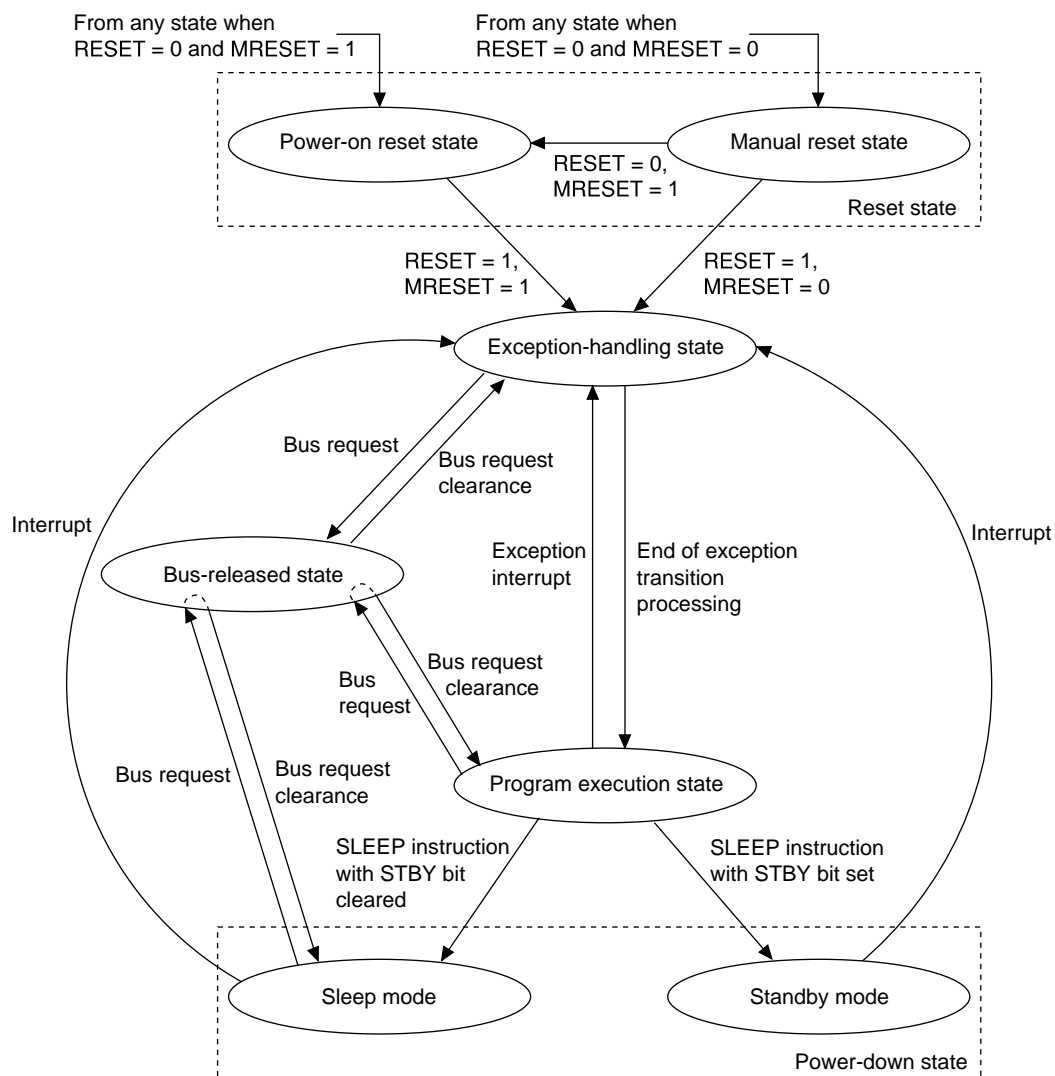 From any state when
RESET = 0 and MRESET = 1
From any state when
RESET = 0 and MRESET = 0
Power-on reset state
Manual reset state
RESET = 0,
MRESET = 1
Reset state
RESET = 1,
MRESET = 1
RESET = 1,
MRESET = 0
Exception-handling state
Bus request
Bus request
clearance
Interrupt
Interrupt
Exception
interrupt
End of exception
transition
processing
Bus-released state
Bus request
clearance
Bus
request
Bus request
Bus request
clearance
Program execution state
SLEEP instruction
with STBY bit
cleared
SLEEP instruction
with STBY bit set
Sleep mode
Standby mode
Power-down state